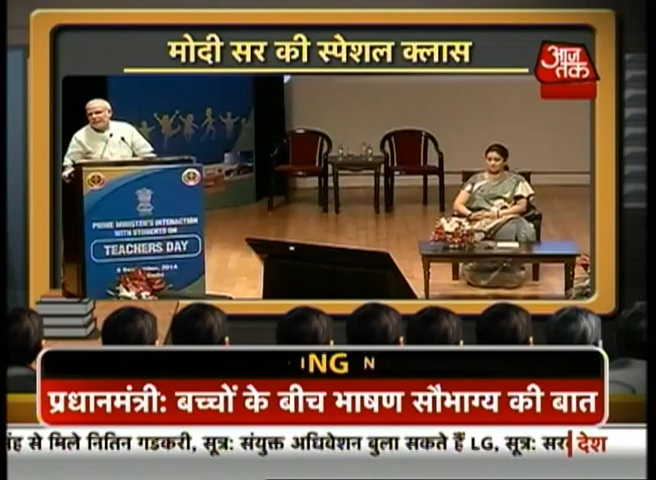 मोदी सर की स्पेशल क्लास
आज तक
PRIME MINISTER'S INTERACTION
WITH STUDENTS ON
TEACHERS DAY
2014
NG N
प्रधानमंत्री: बच्चों के बीच भाषण सौभाग्य की बात
से मिले नितिन गडकरी, सूत्र: संयुक्त अधिवेशन बुला सकते हैं LG, सूत्र:
देश